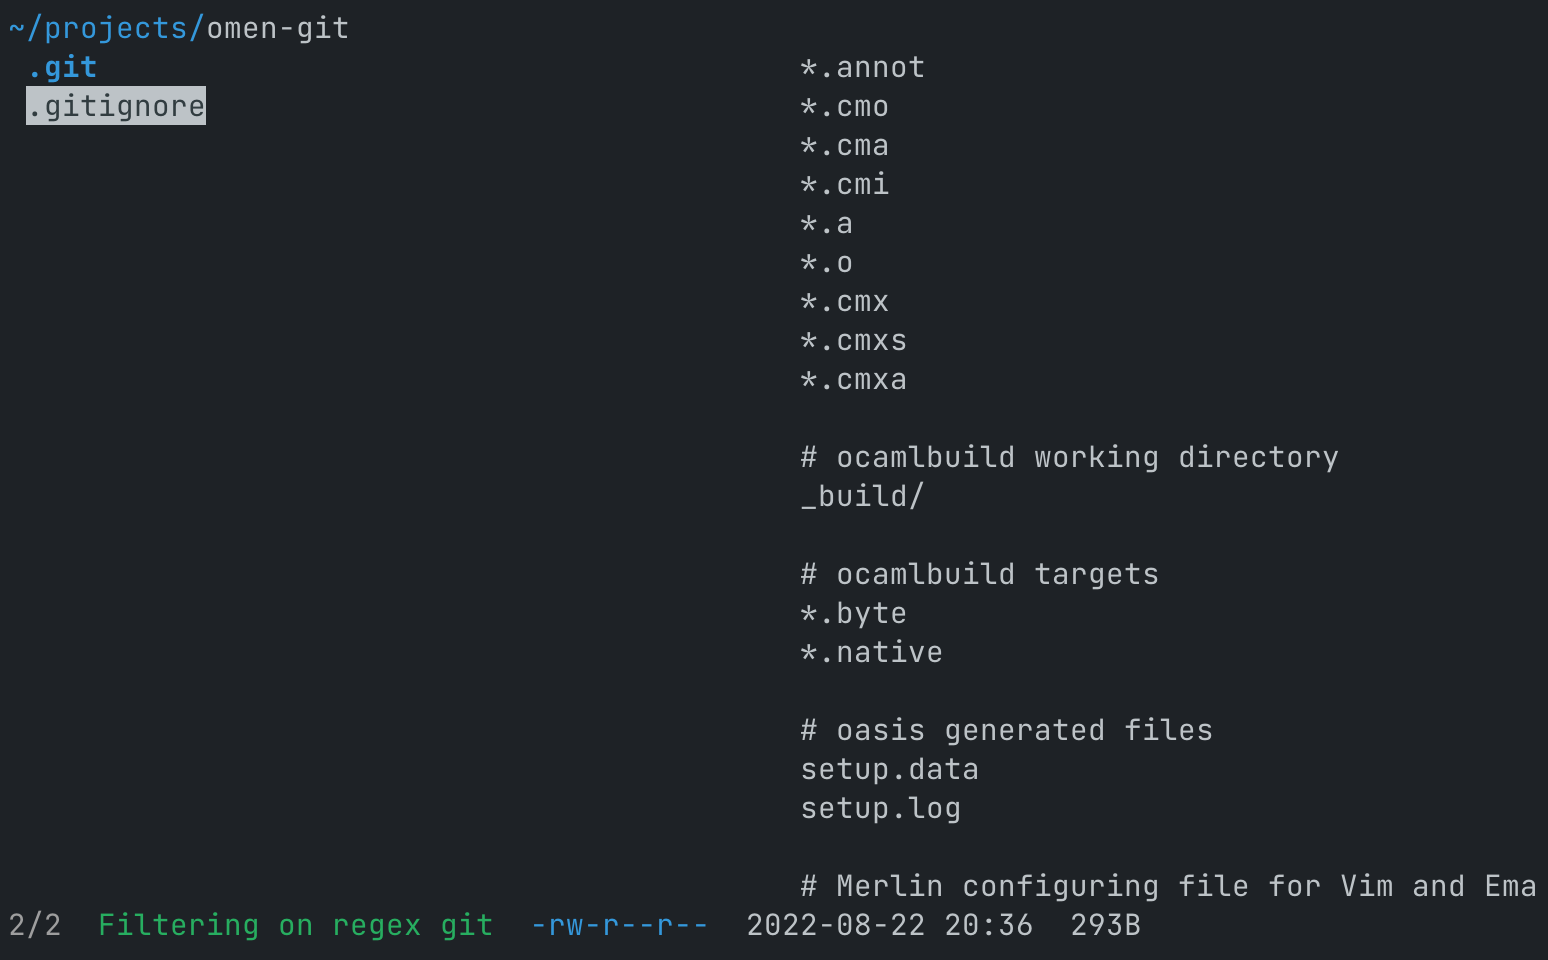 ~/projects/omen-git
.git
.gitignore
*.annot
*.cmo
*.cma
*.cmi
*.a
*.o
*.cmx
*.cmxs
*.cmxa
# ocamlbuild working directory
_build/
# ocamlbuild targets
*.byte
*.native
# oasis generated files
setup.data
setup.log
# Merlin configuring file for Vim and Ema
2/2  Filtering on regex git  -rw-r--r--  2022-08-22 20:36  293B